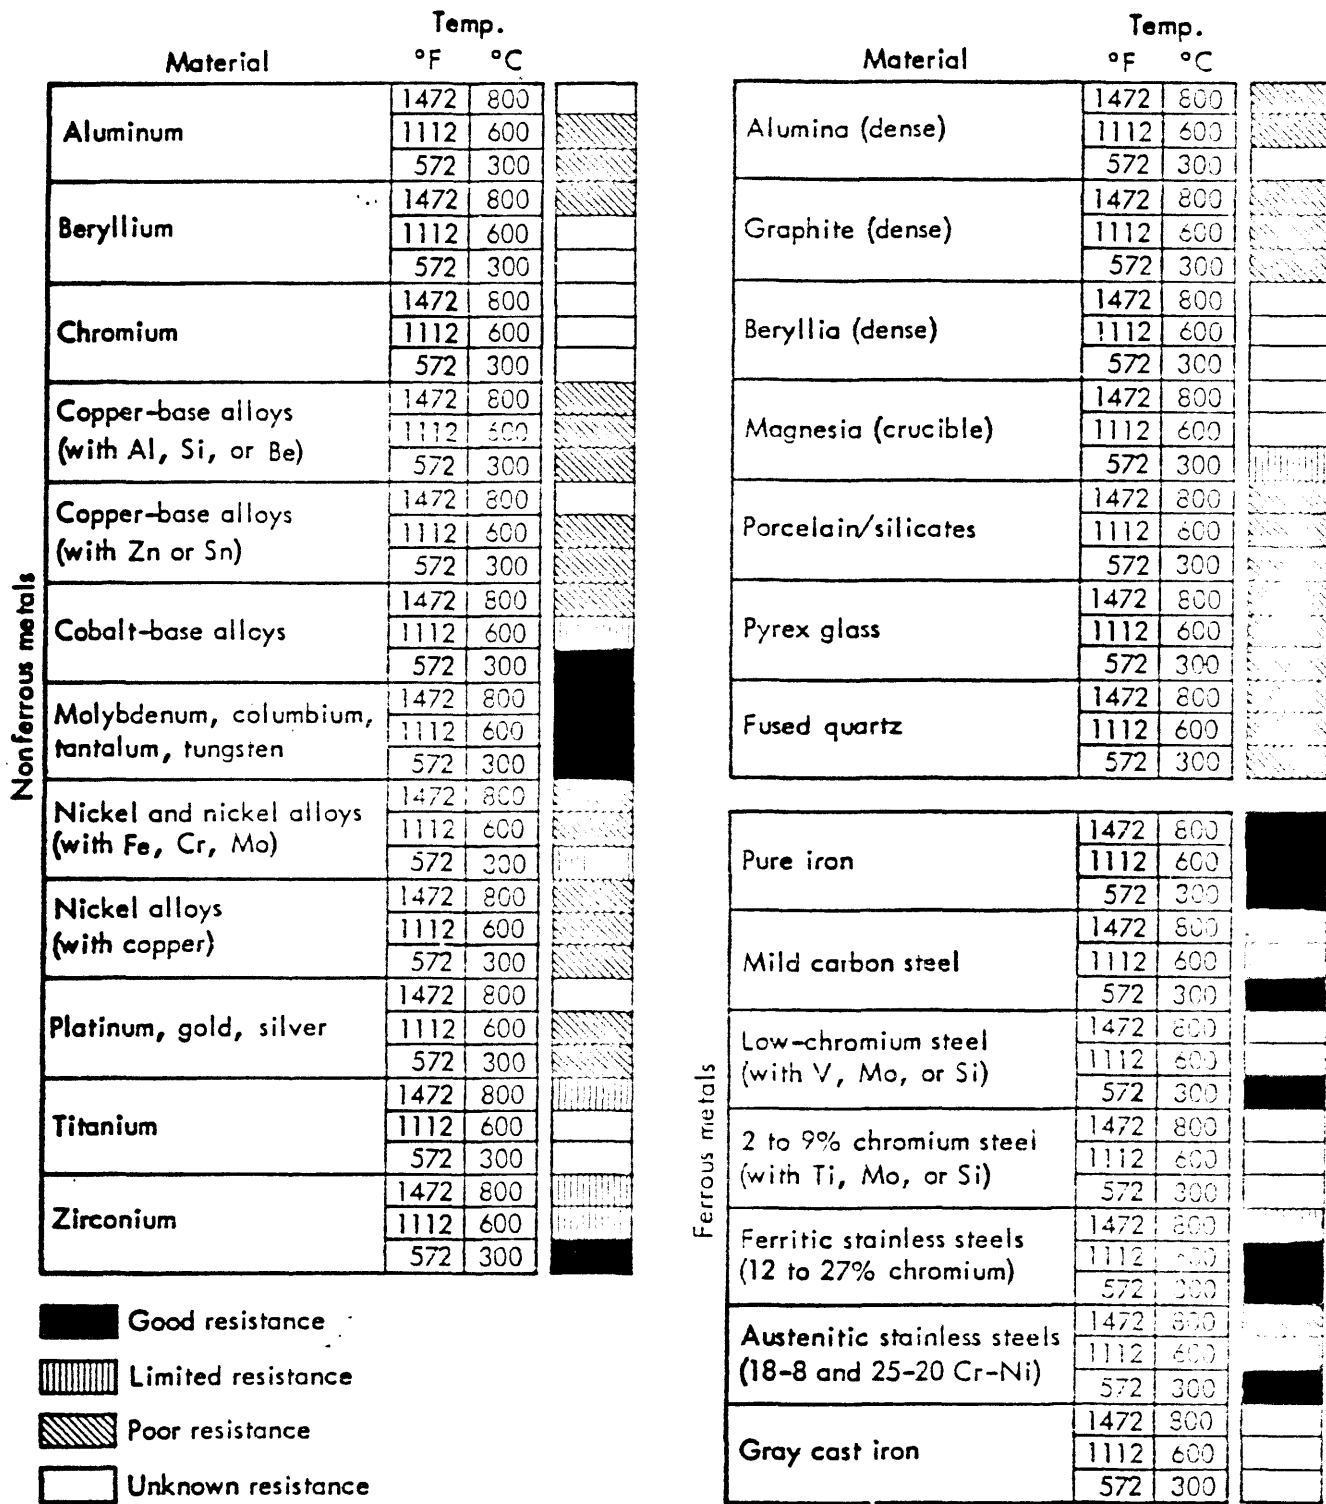 Temp.
Material °F °C
Nonferrous metals
Aluminum
1472 800
1112 600
572 300
Beryllium
1472 800
1112 600
572 300
Chromium
1472 800
1112 600
572 300
Copper-base alloys
(with Al, Si, or Be)
1472 800
1112 600
572 300
Copper-base alloys
(with Zn or Sn)
1472 800
1112 600
572 300
Cobalt-base alloys
1472 800
1112 600
572 300
Molybdenum, columbium,
tantalum, tungsten
1472 800
1112 600
572 300
Nickel and nickel alloys
(with Fe, Cr, Mo)
1472 800
1112 600
572 300
Nickel alloys
(with copper)
1472 800
1112 600
572 300
Platinum, gold, silver
1472 800
1112 600
572 300
Titanium
1472 800
1112 600
572 300
Zirconium
1472 800
1112 600
572 300
Good resistance
Limited resistance
Poor resistance
Unknown resistance
Temp.
Material °F °C
Alumina (dense)
1472 800
1112 600
572 300
Graphite (dense)
1472 800
1112 600
572 300
Beryllia (dense)
1472 800
1112 600
572 300
Magnesia (crucible)
1472 800
1112 600
572 300
Porcelain/silicates
1472 800
1112 600
572 300
Pyrex glass
1472 800
1112 600
572 300
Fused quartz
1472 800
1112 600
572 300
Ferrous metals
Pure iron
1472 800
1112 600
572 300
Mild carbon steel
1472 800
1112 600
572 300
Low-chromium steel
(with V, Mo, or Si)
1472 800
1112 600
572 300
2 to 9% chromium steel
(with Ti, Mo, or Si)
1472 800
1112 600
572 300
Ferritic stainless steels
(12 to 27% chromium)
1472 800
1112 600
572 300
Austenitic stainless steels
(18-8 and 25-20 Cr-Ni)
1472 800
1112 600
572 300
Gray cast iron
1472 800
1112 600
572 300